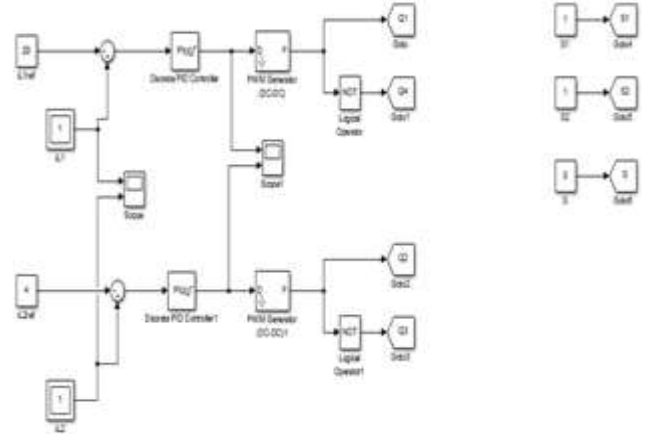 Q1
Goto
20
iL1ref
PI(z)
Discrete PID Controller
D
P
PWM Generator
(DC-DC)
NOT
Logical
Operator
Q4
Goto1
1
iL1
Scope
Scope1
1
S1
S1
Goto4
1
S2
S2
Goto5
0
S
S
Goto6
4
iL2ref
PI(z)
Discrete PID Controller1
D
P
PWM Generator
(DC-DC)1
Q2
Goto2
NOT
Logical
Operator1
Q3
Goto3
1
iL2